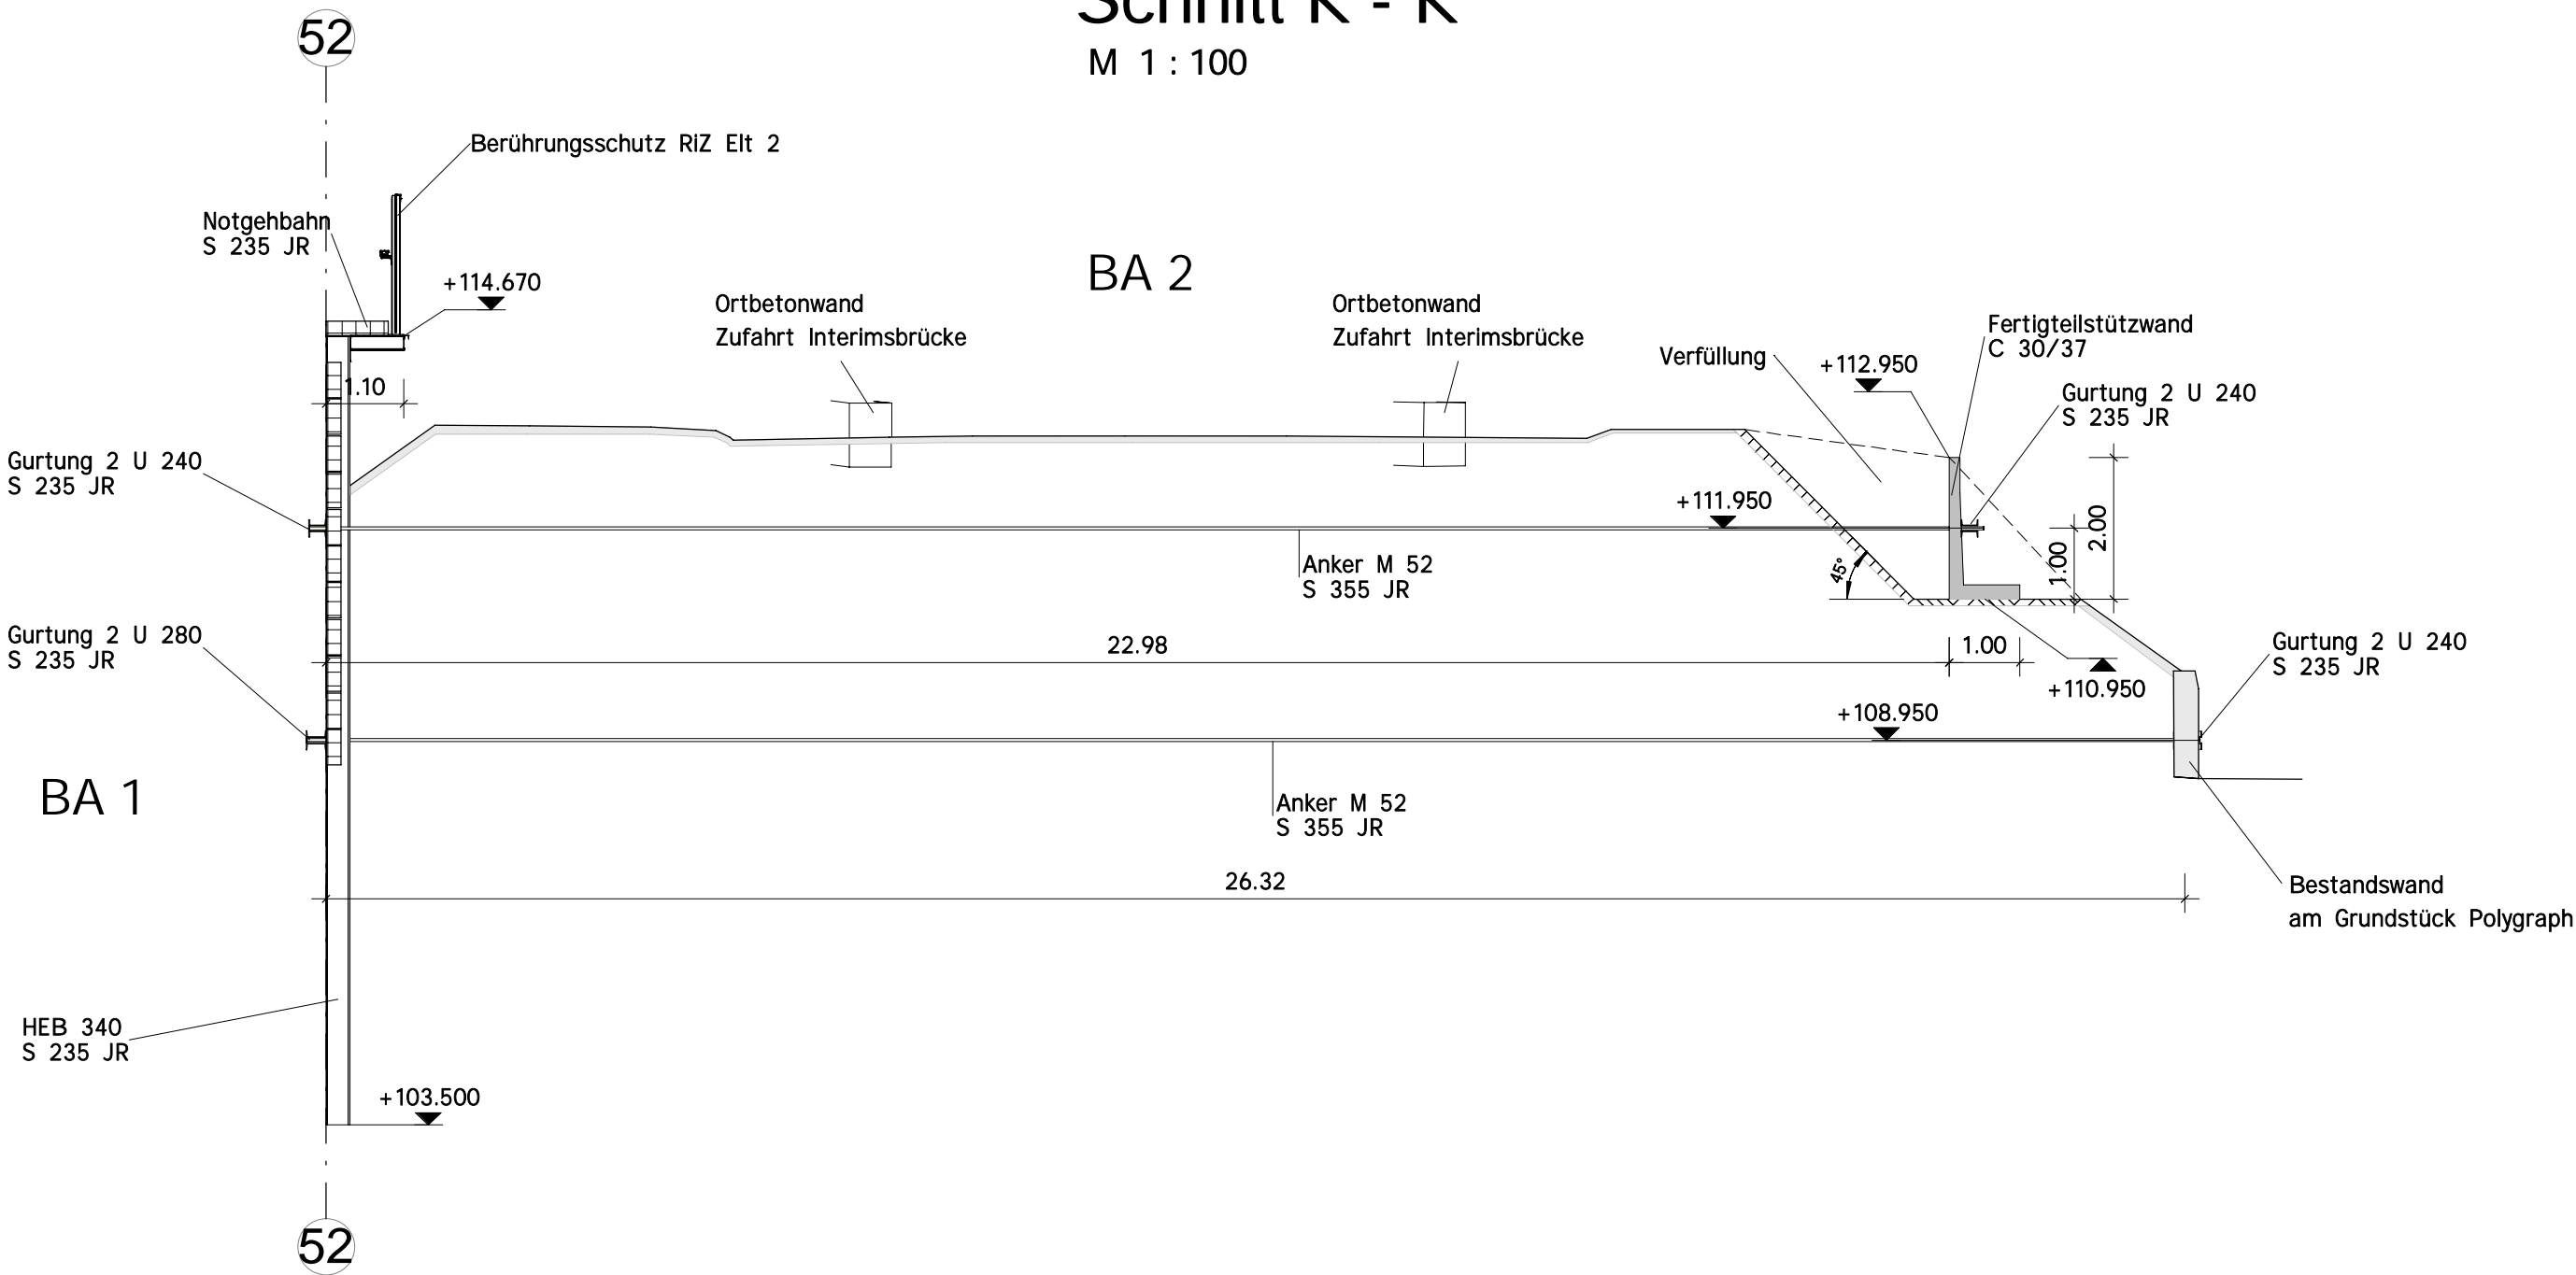 Schnitt K - K
M 1 : 100
52
Berührungsschutz RiZ Elt 2
Notgehbahn
S 235 JR
+114.670
BA 2
Ortbetonwand
Zufahrt Interimsbrücke
Ortbetonwand
Zufahrt Interimsbrücke
Verfüllung
+112.950
Fertigteilstützwand
C 30/37
Gurtung 2 U 240
S 235 JR
1.10
Gurtung 2 U 240
S 235 JR
+111.950
2.00
1.00
45°
Anker M 52
S 355 JR
Gurtung 2 U 280
S 235 JR
22.98
1.00
+110.950
Gurtung 2 U 240
S 235 JR
+108.950
BA 1
Anker M 52
S 355 JR
26.32
Bestandswand
am Grundstück Polygraph
HEB 340
S 235 JR
+103.500
52